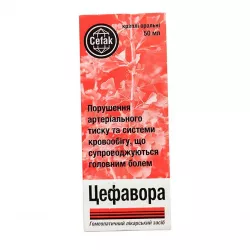 Cefak
краплі оральні
50 мл
Порушення
артеріального
тиску та системи
кровообігу, що
супроводжуються
головним болем
Цефавора
Гомеопатичний лікарський засіб